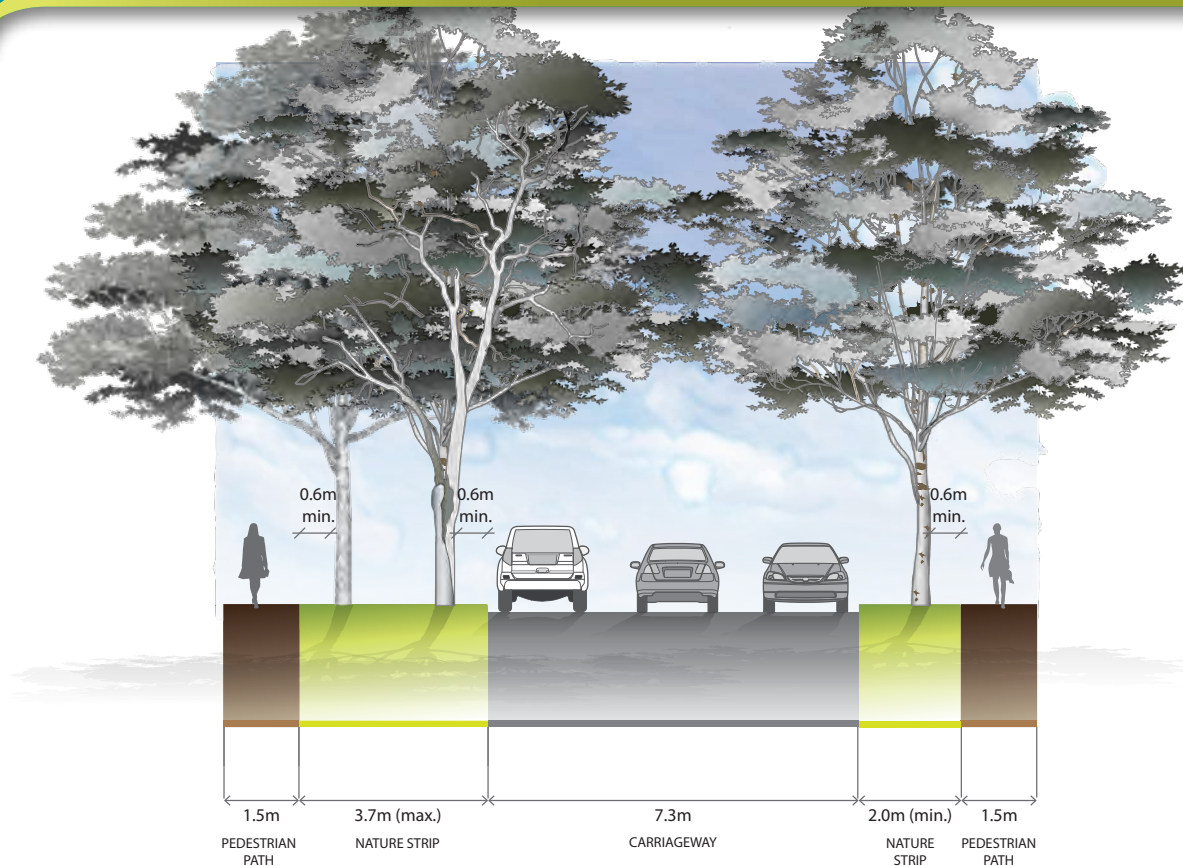 0.6m
min.
0.6m
min.
0.6m
min.
1.5m
3.7m (max.)
7.3m
2.0m (min.)
1.5m
PEDESTRIAN
PATH
NATURE STRIP
CARRIAGEWAY
NATURE
STRIP
PEDESTRIAN
PATH